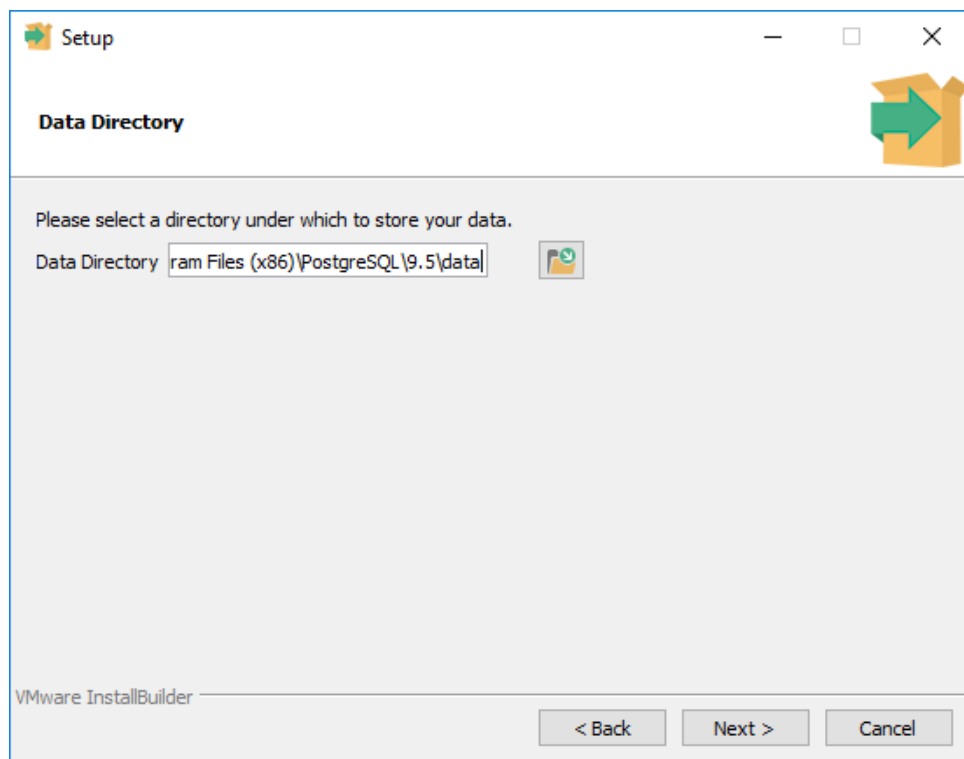 Setup
Data Directory
Please select a directory under which to store your data.
Data Directory ram Files (x86)\PostgreSQL\9.5\data
VMware InstallBuilder
< Back Next > Cancel